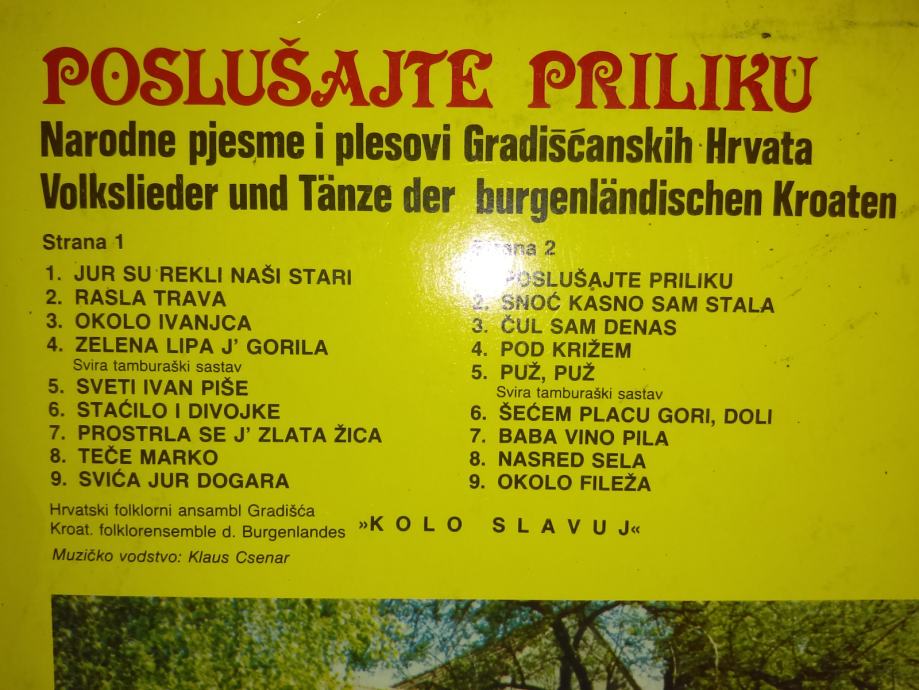 POSLUŠAJTE PRILIKU
Narodne pjesme i plesovi Gradišćanskih Hrvata
Volkslieder und Tänze der burgenländischen Kroaten
Strana 1
1. JUR SU REKLI NAŠI STARI
2. RASLA TRAVA
3. OKOLO IVANJCA
4. ZELENA LIPA J' GORILA
Svira tamburaški sastav
5. SVETI IVAN PIŠE
6. STAĆILO I DIVOJKE
7. PROSTRLA SE J' ZLATA ŽICA
8. TEČE MARKO
9. SVIĆA JUR DOGARA
Strana 2
POSLUŠAJTE PRILIKU
2. SNOĆ KASNO SAM STALA
3. ČUL SAM DENAS
4. POD KRIŽEM
5. PUŽ, PUŽ
Svira tamburaški sastav
6. ŠEĆEM PLACU GORI, DOLI
7. BABA VINO PILA
8. NASRED SELA
9. OKOLO FILEŽA
Hrvatski folklorni ansambl Gradišća
Kroat. folklorensemble d. Burgenlandes »KOLO SLAVUJ«
Muzičko vodstvo: Klaus Csenar